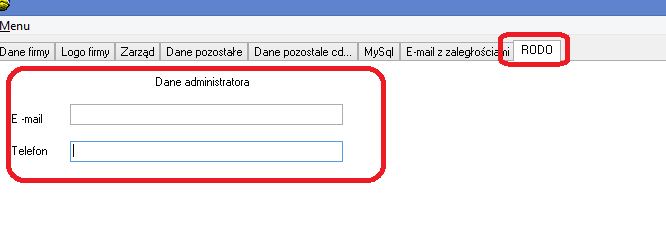 Menu
Dane firmy Logo firmy Zarząd Dane pozostałe Dane pozostałe cd... MySql E-mail z zaległościami RODO
Dane administratora
E -mail
Telefon